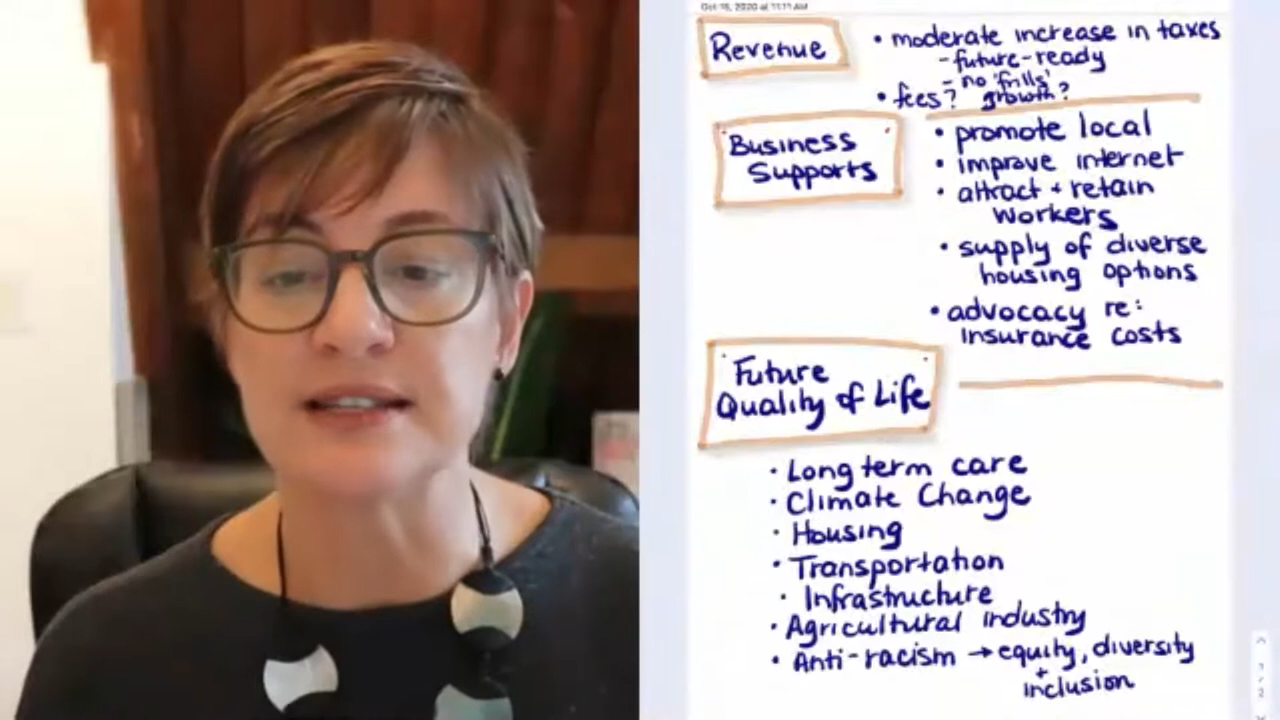 Oct 15, 2020 at 11:11 AM
Revenue
• moderate increase in taxes
- future-ready
- no 'frills'
• fees? growth?
Business
Supports
• promote local
• improve internet
• attract + retain
workers
• supply of diverse
housing options
• advocacy re:
insurance costs
Future
Quality of Life
• Long term care
• Climate Change
• Housing
• Transportation
• Infrastructure
• Agricultural industry
• Anti-racism → equity, diversity
+
inclusion
1 / 2